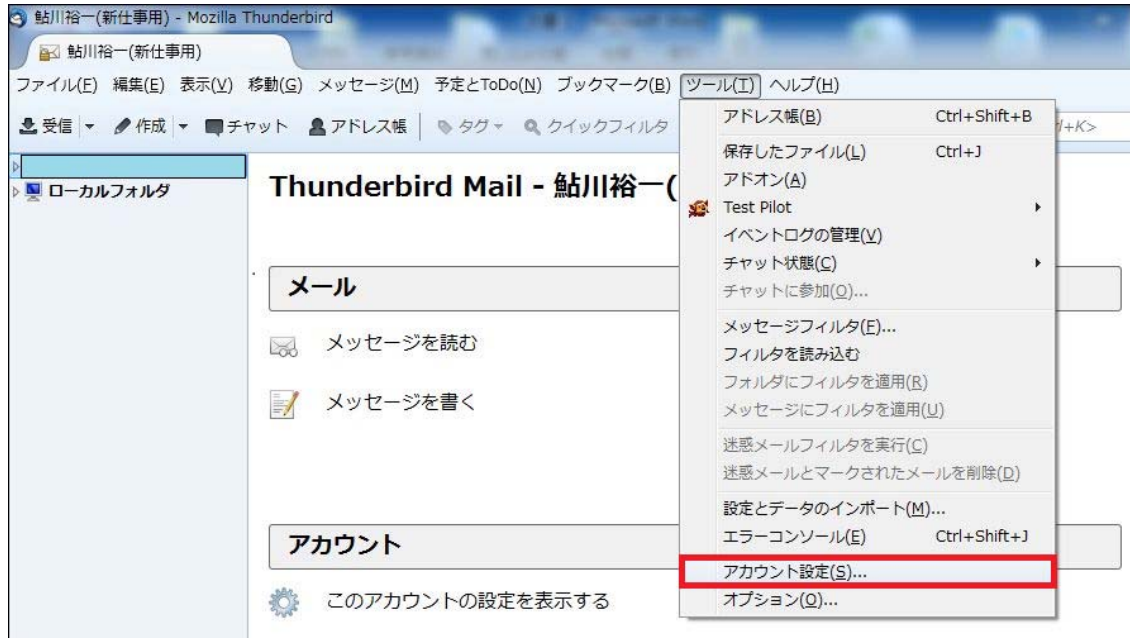 鮎川裕一(新仕事用) - Mozilla Thunderbird
鮎川裕一(新仕事用)
ファイル(F) 編集(E) 表示(V) 移動(G) メッセージ(M) 予定とToDo(N) ブックマーク(B) ツール(T) ヘルプ(H)
受信 作成 チャット アドレス帳 タグ クイックフィルタ
+K>
ローカルフォルダ
Thunderbird Mail - 鮎川裕一(
メール
メッセージを読む
メッセージを書く
アカウント
このアカウントの設定を表示する
アドレス帳(B) Ctrl+Shift+B
保存したファイル(L) Ctrl+J
アドオン(A)
Test Pilot
イベントログの管理(V)
チャット状態(C)
チャットに参加(O)...
メッセージフィルタ(F)...
フィルタを読み込む
フォルダにフィルタを適用(R)
メッセージにフィルタを適用(U)
迷惑メールフィルタを実行(C)
迷惑メールとマークされたメールを削除(D)
設定とデータのインポート(M)...
エラーコンソール(E) Ctrl+Shift+J
アカウント設定(S)...
オプション(O)...